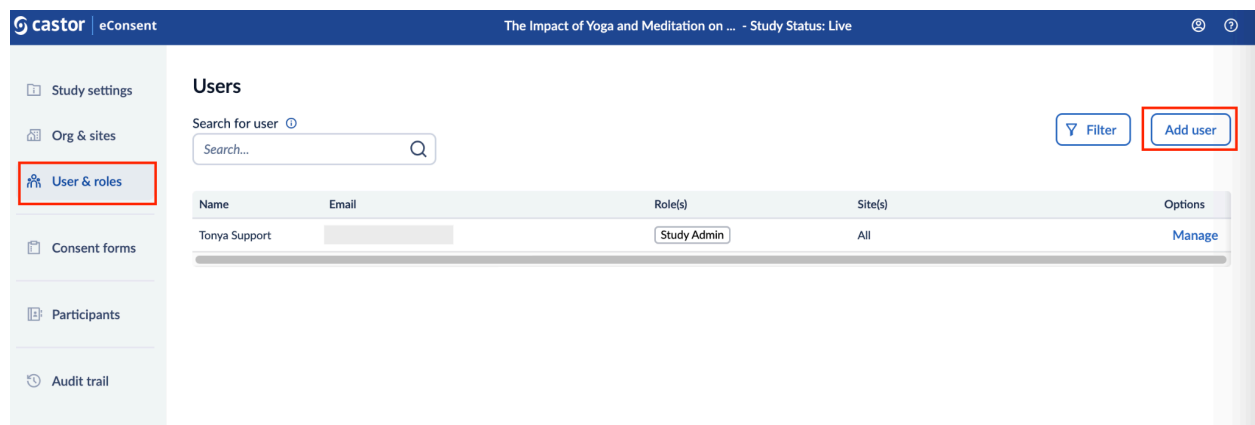 castor | eConsent
The Impact of Yoga and Meditation on ... - Study Status: Live
Study settings
Org & sites
User & roles
Consent forms
Participants
Audit trail
Users
Search for user
Search...
Filter
Add user
Name Email Role(s) Site(s) Options
Tonya Support Study Admin All Manage